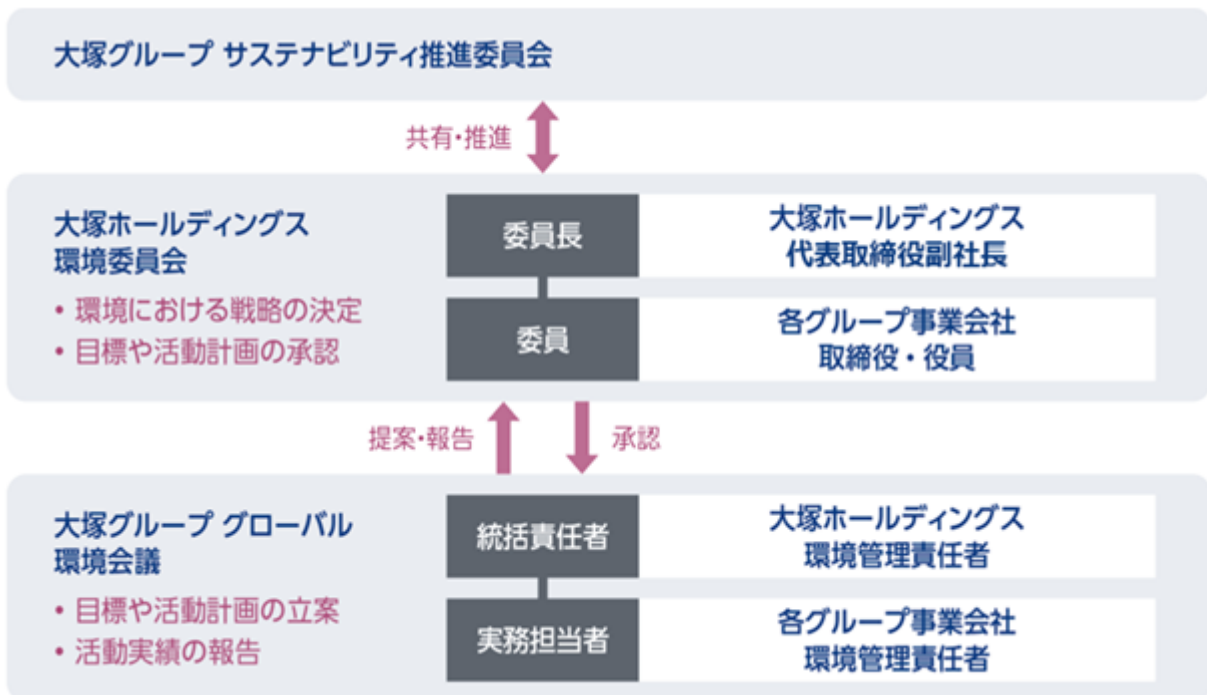 大塚グループ サステナビリティ推進委員会
共有・推進
大塚ホールディングス
環境委員会
• 環境における戦略の決定
• 目標や活動計画の承認
委員長
大塚ホールディングス
代表取締役副社長
委員
各グループ事業会社
取締役・役員
提案・報告
承認
大塚グループ グローバル
環境会議
• 目標や活動計画の立案
• 活動実績の報告
統括責任者
大塚ホールディングス
環境管理責任者
実務担当者
各グループ事業会社
環境管理責任者